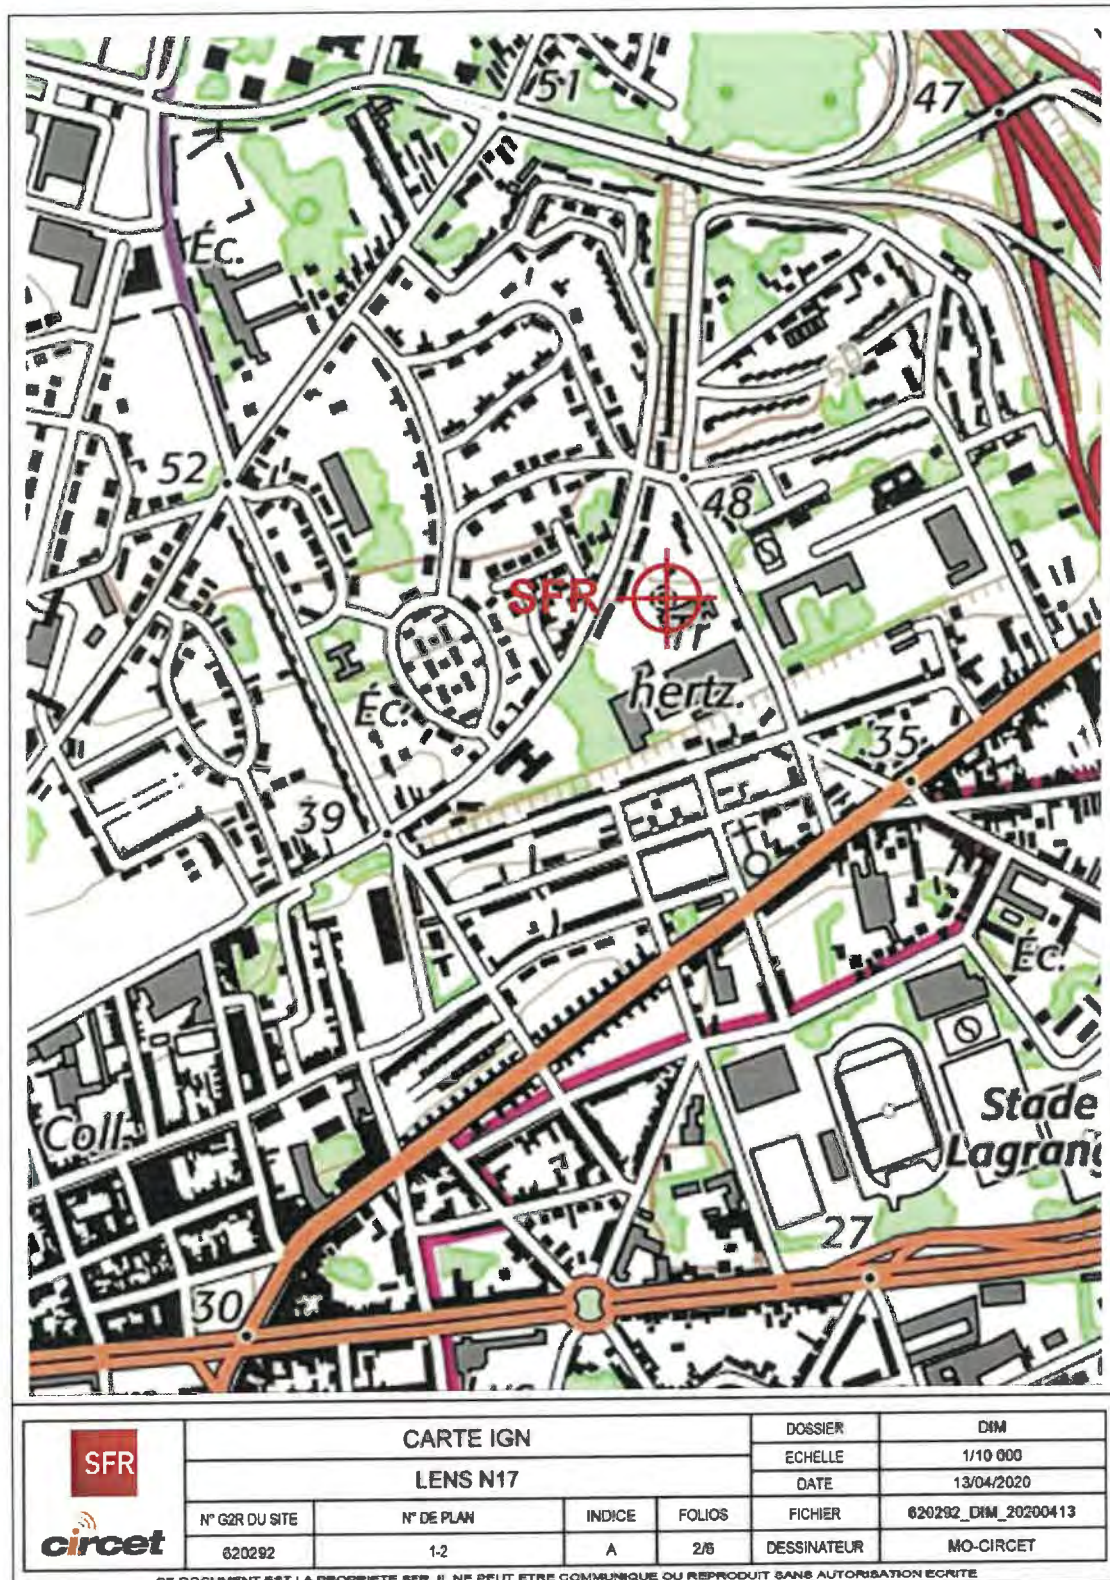 51
47
Éc.
50
52
48
SFR
Tr
hertz.
Éc.
35
39
Éc.
Coll.
Stade
Lagrang
27
30
SFR
circet
CARTE IGN
LENS N17
DOSSIER DIM
ECHELLE 1/10 000
DATE 13/04/2020
N° G2R DU SITE N° DE PLAN INDICE FOLIOS FICHIER 620292_DIM_20200413
620292 1-2 A 2/6 DESSINATEUR MO-CIRCET
CE DOCUMENT EST LA PROPRIETE SFR. IL NE PEUT ETRE COMMUNIQUE OU REPRODUIT SANS AUTORISATION ECRITE